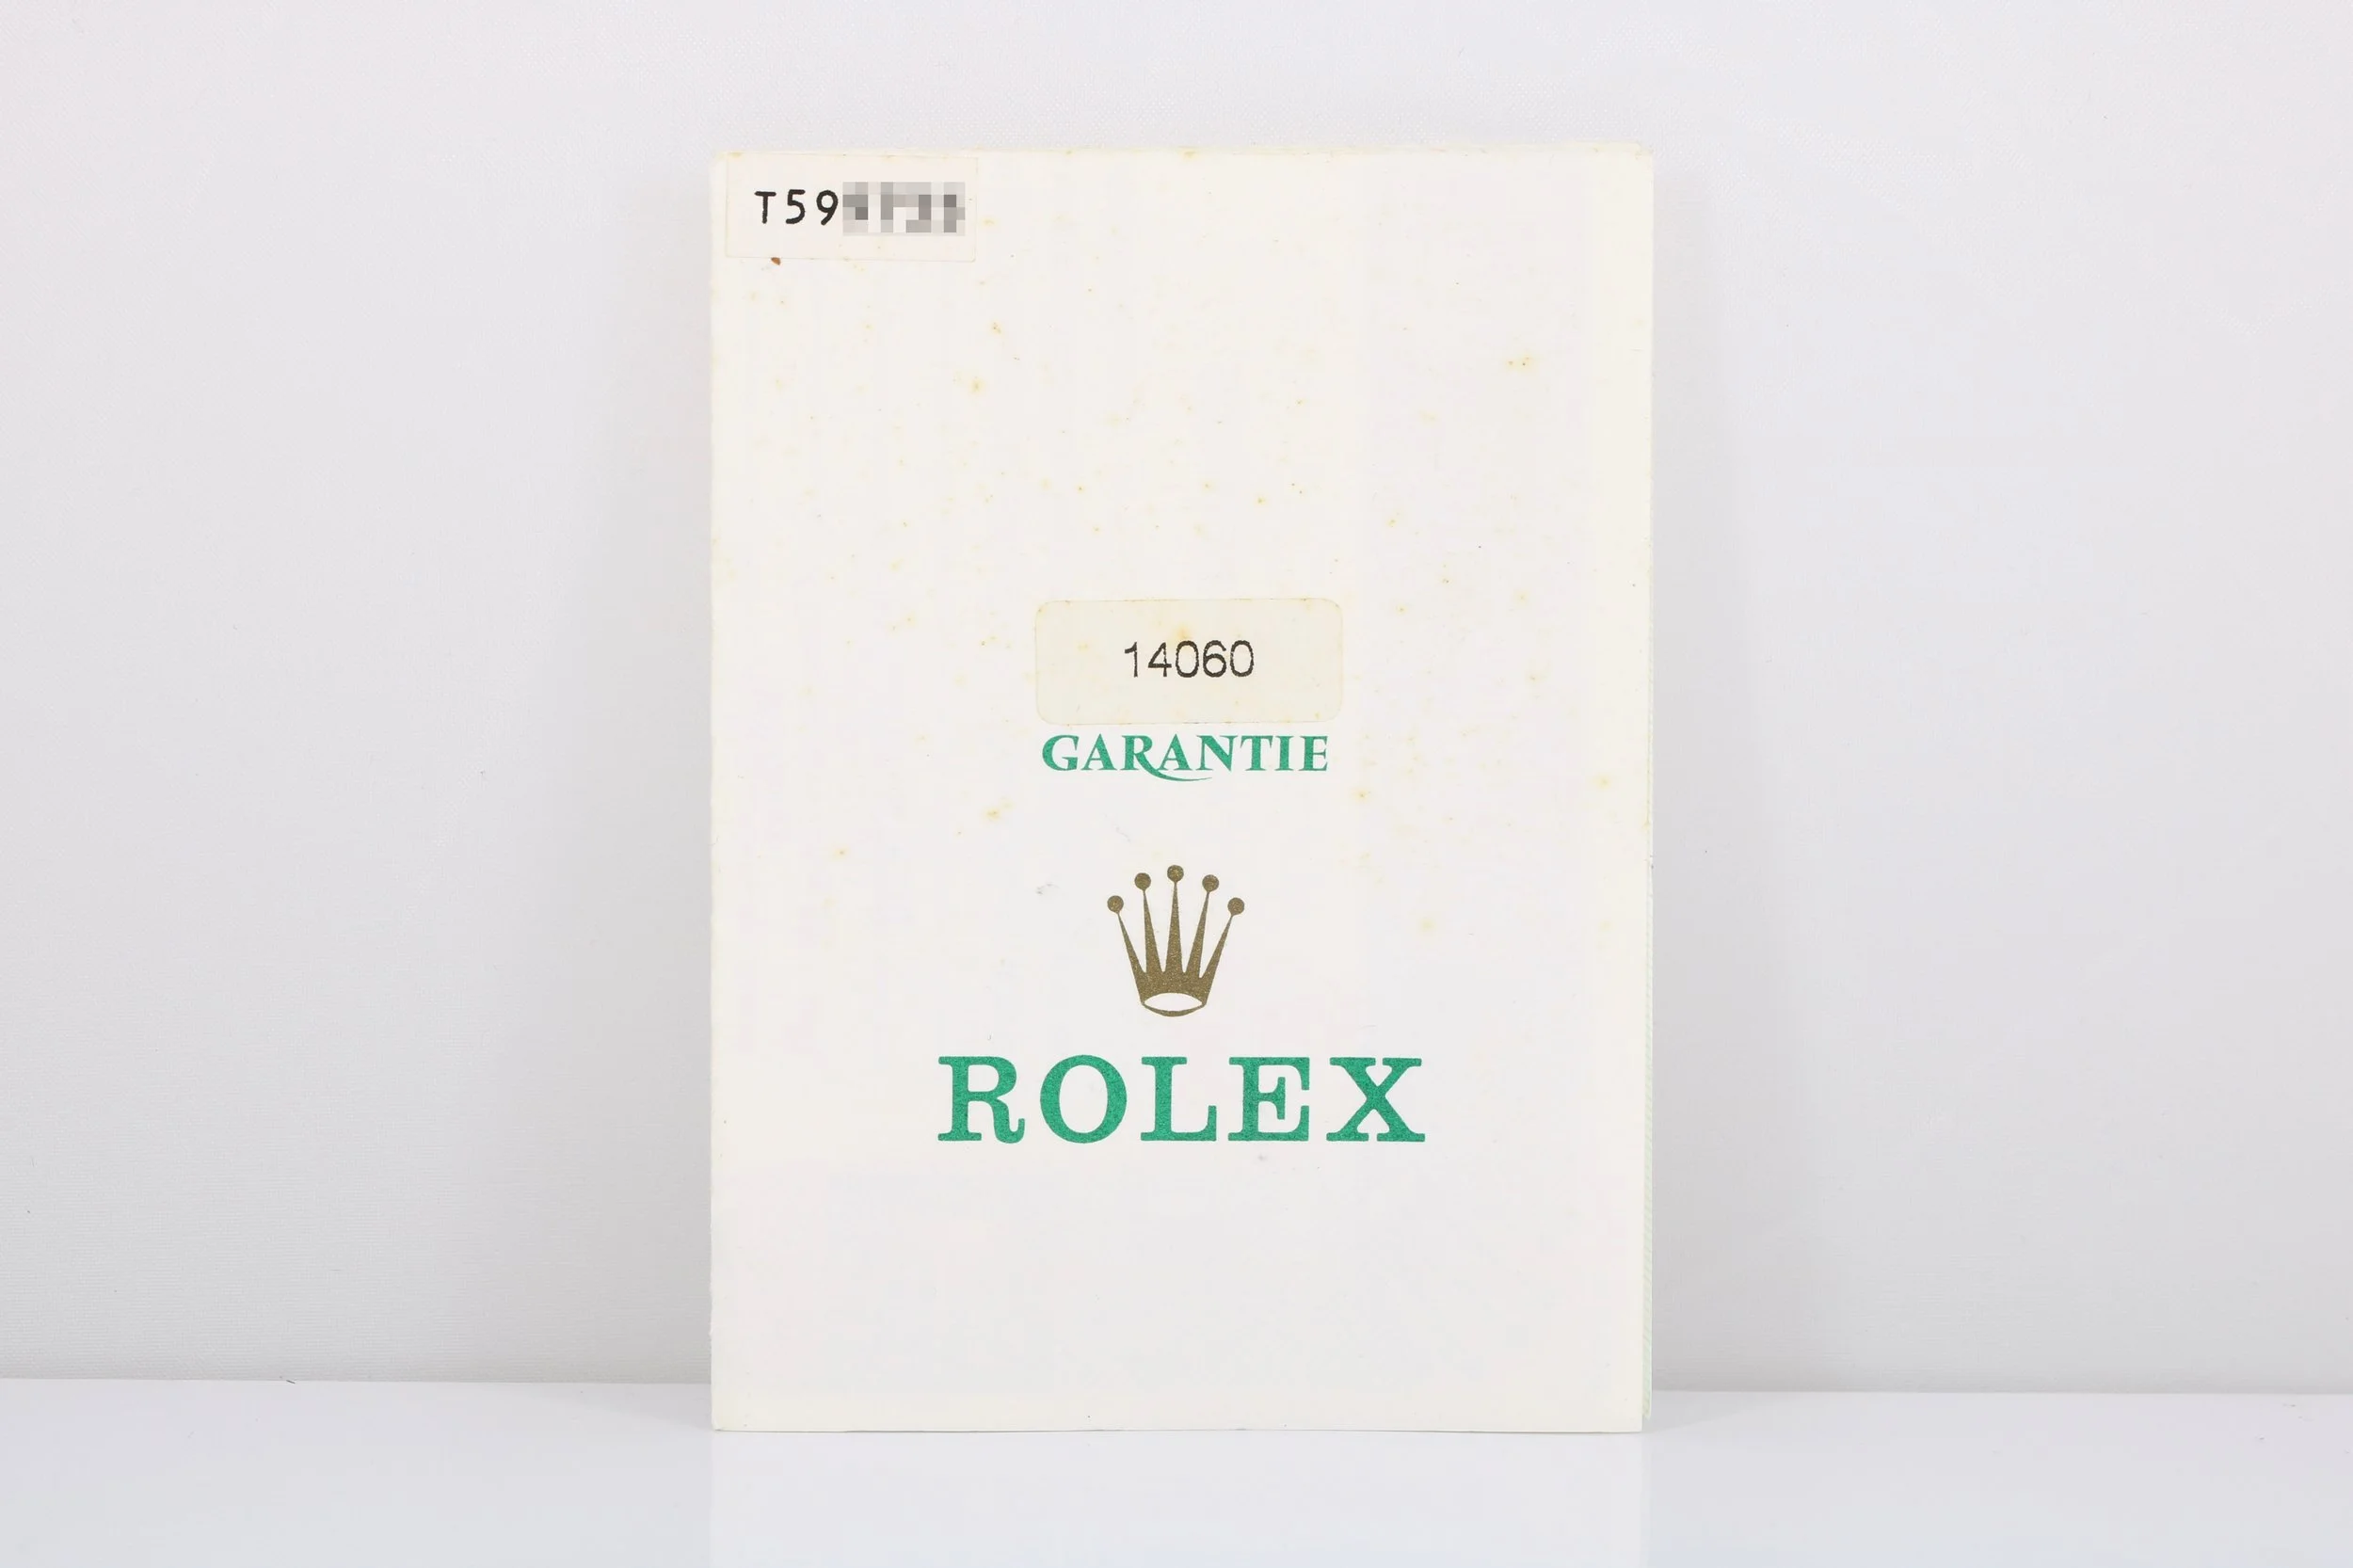 T59
14060
GARANTIE
ROLEX